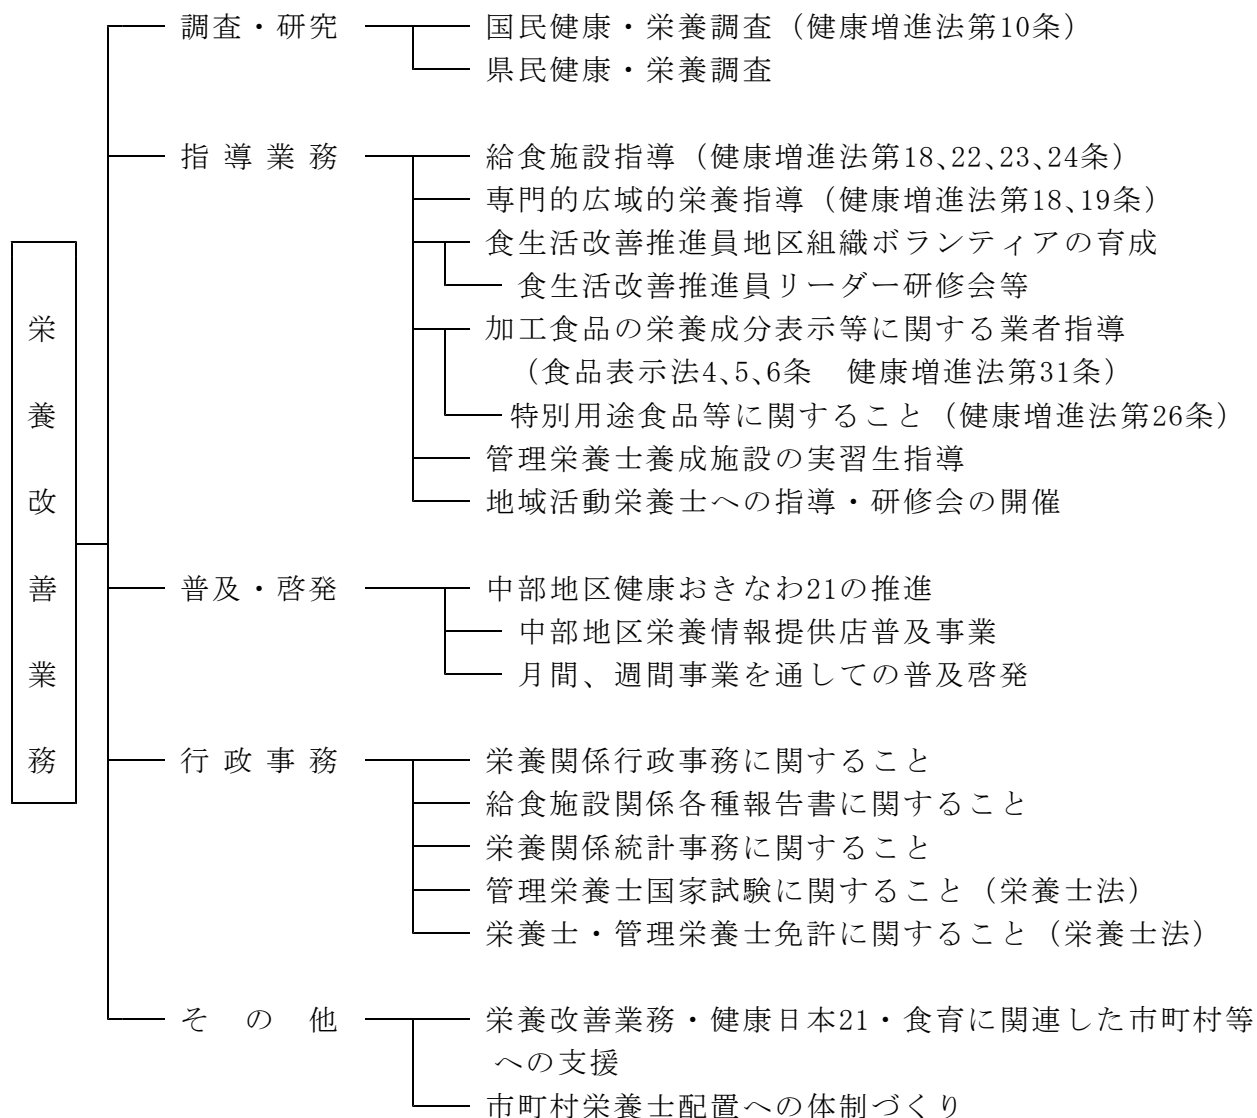 栄養改善業務
調査・研究
国民健康・栄養調査（健康増進法第10条）
県民健康・栄養調査
指導業務
給食施設指導（健康増進法第18、22、23、24条）
専門的広域的栄養指導（健康増進法第18、19条）
食生活改善推進員地区組織ボランティアの育成
食生活改善推進員リーダー研修会等
加工食品の栄養成分表示等に関する業者指導
（食品表示法4、5、6条　健康増進法第31条）
特別用途食品等に関すること（健康増進法第26条）
管理栄養士養成施設の実習生指導
地域活動栄養士への指導・研修会の開催
普及・啓発
中部地区健康おきなわ21の推進
中部地区栄養情報提供店普及事業
月間、週間事業を通しての普及啓発
行政事務
栄養関係行政事務に関すること
給食施設関係各種報告書に関すること
栄養関係統計事務に関すること
管理栄養士国家試験に関すること（栄養士法）
栄養士・管理栄養士免許に関すること（栄養士法）
その他
栄養改善業務・健康日本21・食育に関連した市町村等
への支援
市町村栄養士配置への体制づくり